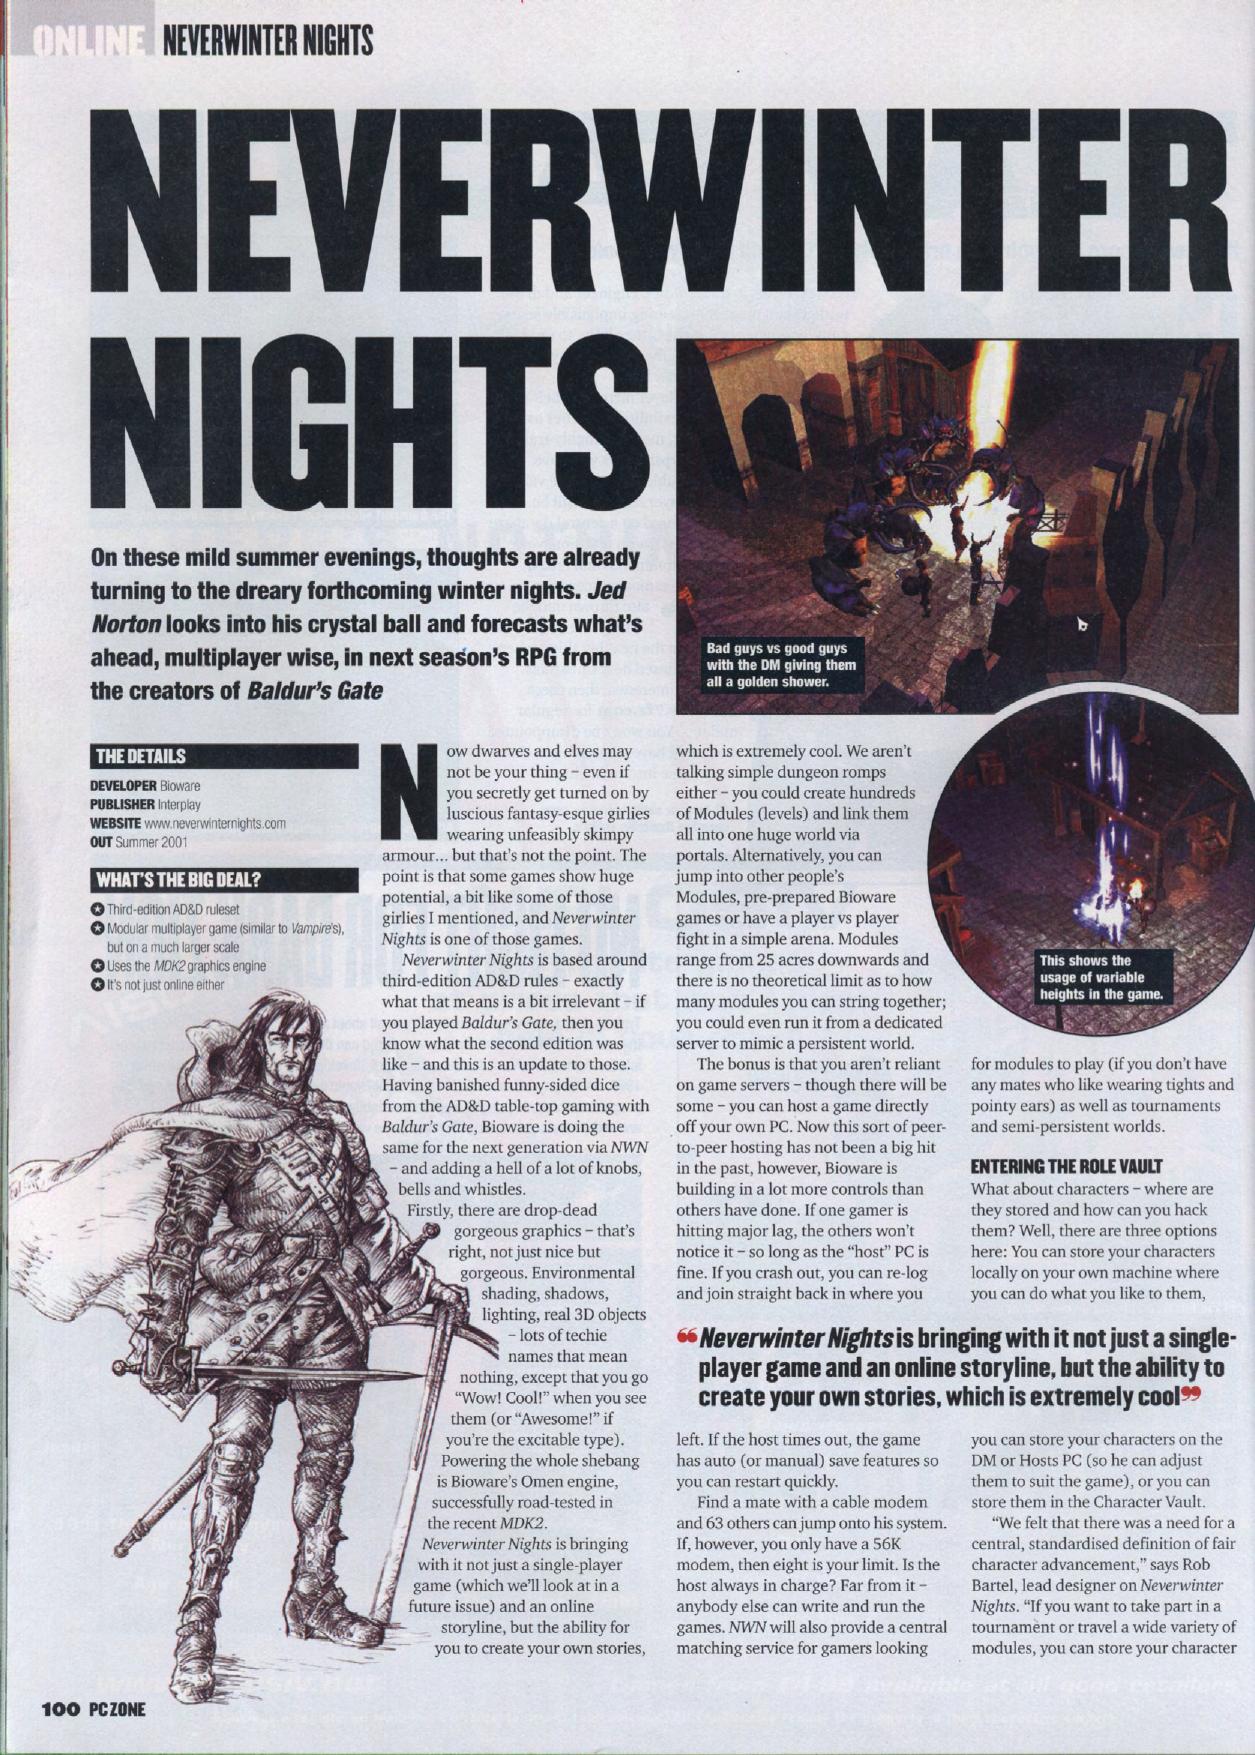 ONLINE NEVERWINTER NIGHTS
NEVERWINTER
NIGHTS
On these mild summer evenings, thoughts are already
turning to the dreary forthcoming winter nights. Jed
Norton looks into his crystal ball and forecasts what's
ahead, multiplayer wise, in next season's RPG from
the creators of Baldur's Gate
Bad guys vs good guys
with the DM giving them
all a golden shower.
This shows the
usage of variable
heights in the game.
THE DETAILS
DEVELOPER Bioware
PUBLISHER Interplay
WEBSITE www.neverwinternights.com
OUT Summer 2001
WHAT'S THE BIG DEAL?
Third-edition AD&D ruleset
Modular multiplayer game (similar to Vampire's),
but on a much larger scale
Uses the MDK2 graphics engine
It's not just online either
Now dwarves and elves may
not be your thing – even if
you secretly get turned on by
luscious fantasy-esque girlies
wearing unfeasibly skimpy
armour... but that's not the point. The
point is that some games show huge
potential, a bit like some of those
girlies I mentioned, and Neverwinter
Nights is one of those games.
Neverwinter Nights is based around
third-edition AD&D rules – exactly
what that means is a bit irrelevant – if
you played Baldur's Gate, then you
know what the second edition was
like – and this is an update to those.
Having banished funny-sided dice
from the AD&D table-top gaming with
Baldur's Gate, Bioware is doing the
same for the next generation via NWN
– and adding a hell of a lot of knobs,
bells and whistles.
Firstly, there are drop-dead
gorgeous graphics – that's
right, not just nice but
gorgeous. Environmental
shading, shadows,
lighting, real 3D objects
– lots of techie
names that mean
nothing, except that you go
"Wow! Cool!" when you see
them (or "Awesome!" if
you're the excitable type).
Powering the whole shebang
is Bioware's Omen engine,
successfully road-tested in
the recent MDK2.
Neverwinter Nights is bringing
with it not just a single-player
game (which we'll look at in a
future issue) and an online
storyline, but the ability for
you to create your own stories,
which is extremely cool. We aren't
talking simple dungeon romps
either – you could create hundreds
of Modules (levels) and link them
all into one huge world via
portals. Alternatively, you can
jump into other people's
Modules, pre-prepared Bioware
games or have a player vs player
fight in a simple arena. Modules
range from 25 acres downwards and
there is no theoretical limit as to how
many modules you can string together;
you could even run it from a dedicated
server to mimic a persistent world.
The bonus is that you aren't reliant
on game servers – though there will be
some – you can host a game directly
off your own PC. Now this sort of peer-
to-peer hosting has not been a big hit
in the past, however, Bioware is
building in a lot more controls than
others have done. If one gamer is
hitting major lag, the others won't
notice it – so long as the "host" PC is
fine. If you crash out, you can re-log
and join straight back in where you
left. If the host times out, the game
has auto (or manual) save features so
you can restart quickly.
Find a mate with a cable modem
and 63 others can jump onto his system.
If, however, you only have a 56K
modem, then eight is your limit. Is the
host always in charge? Far from it –
anybody else can write and run the
games. NWN will also provide a central
matching service for gamers looking
for modules to play (if you don't have
any mates who like wearing tights and
pointy ears) as well as tournaments
and semi-persistent worlds.
ENTERING THE ROLE VAULT
What about characters – where are
they stored and how can you hack
them? Well, there are three options
here: You can store your characters
locally on your own machine where
you can do what you like to them,
"Neverwinter Nights is bringing with it not just a single-
player game and an online storyline, but the ability to
create your own stories, which is extremely cool"
you can store your characters on the
DM or Hosts PC (so he can adjust
them to suit the game), or you can
store them in the Character Vault.
"We felt that there was a need for a
central, standardised definition of fair
character advancement," says Rob
Bartel, lead designer on Neverwinter
Nights. "If you want to take part in a
tournament or travel a wide variety of
modules, you can store your character
100 PCZONE